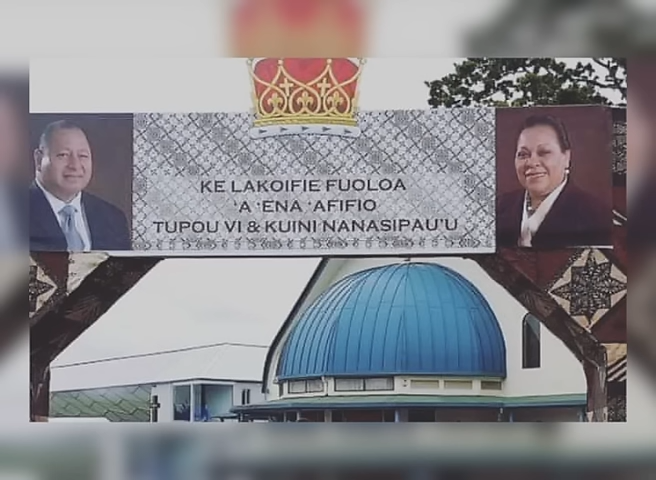 KE LAKOIFIE FUOLOA
‘A ‘ENA ‘AFIFIO
TUPOU VI & KUINI NANASIPAU’U